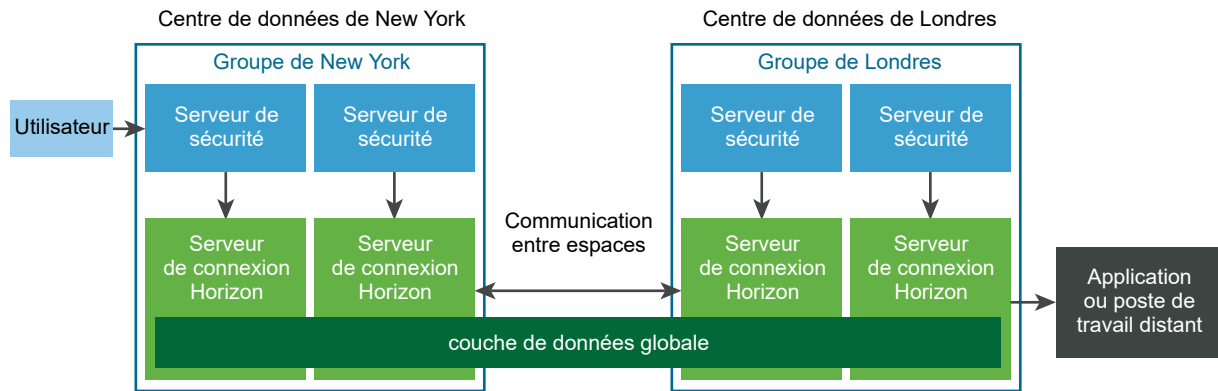 Centre de données de New York
Centre de données de Londres
Groupe de New York
Groupe de Londres
Utilisateur
Serveur de
sécurité
Serveur de
sécurité
Serveur de
sécurité
Serveur de
sécurité
Communication
entre espaces
Serveur
de connexion
Horizon
Serveur
de connexion
Horizon
Serveur
de connexion
Horizon
Serveur
de connexion
Horizon
Application
ou poste de
travail distant
couche de données globale